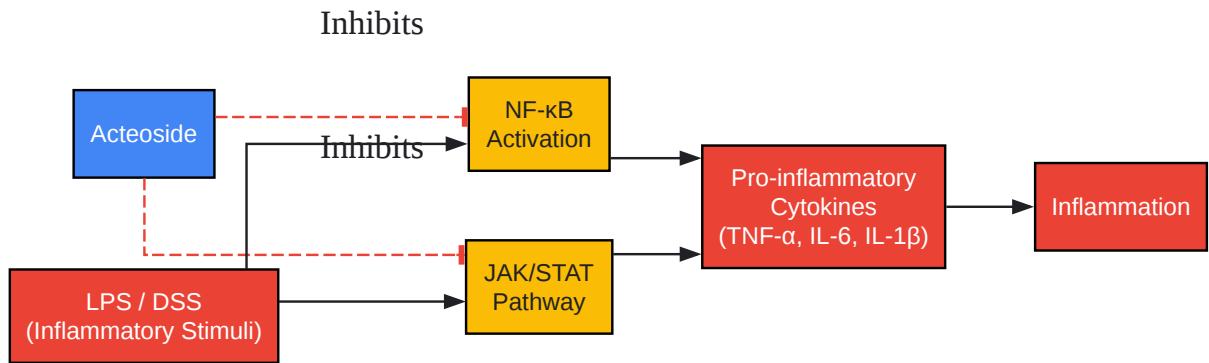 Inhibits
Acteoside
NF-κB
Activation
Inhibits
Pro-inflammatory
Cytokines
(TNF-α, IL-6, IL-1β)
Inflammation
JAK/STAT
Pathway
LPS / DSS
(Inflammatory Stimuli)